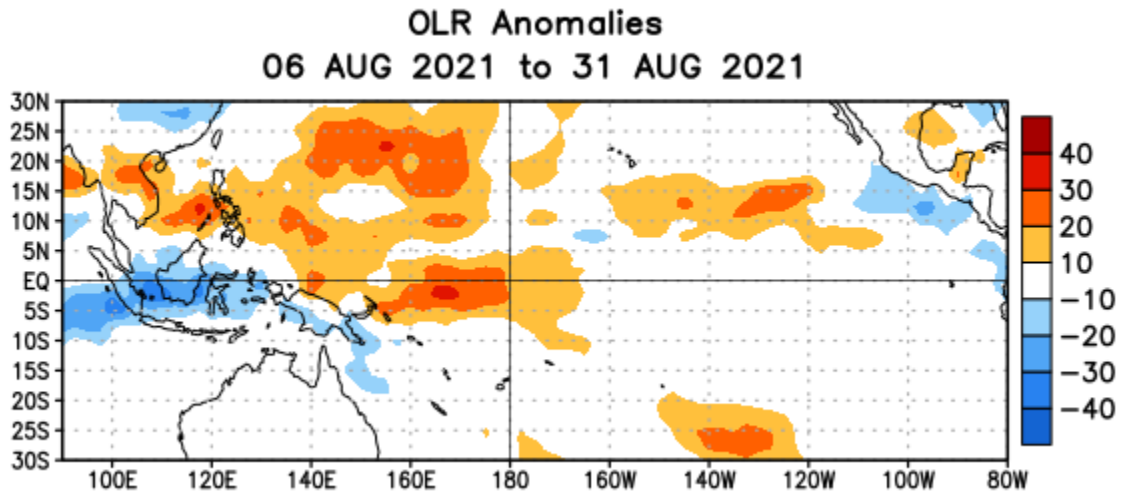 OLR Anomalies
06 AUG 2021 to 31 AUG 2021
30N
25N
20N
15N
10N
5N
EQ
5S
10S
15S
20S
25S
30S
100E 120E 140E 160E 180 160W 140W 120W 100W 80W
40
30
20
10
-10
-20
-30
-40